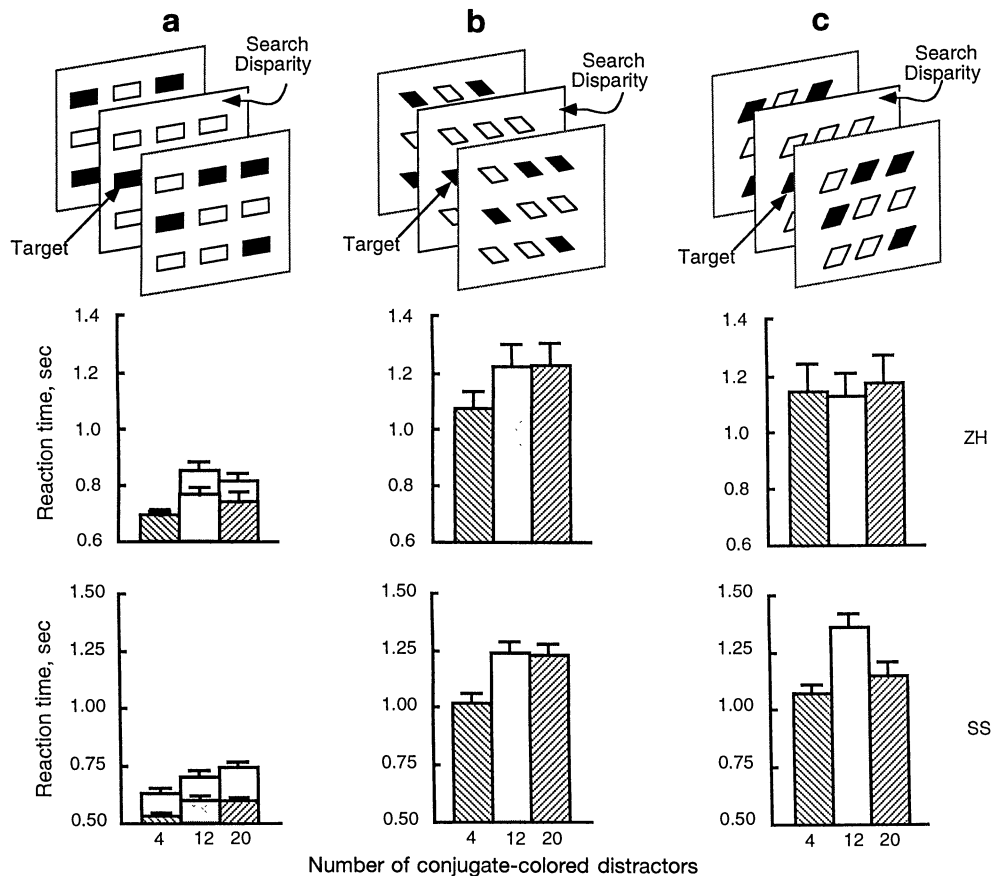 a
b
c
Search
Disparity
Search
Disparity
Search
Disparity
Target
Target
Target
Reaction time, sec
1.4
1.2
1.0
0.8
0.6
1.4
1.2
1.0
0.8
0.6
1.4
1.2
1.0
0.8
0.6
ZH
Reaction time, sec
1.50
1.25
1.00
0.75
0.50
1.50
1.25
1.00
0.75
0.50
1.50
1.25
1.00
0.75
0.50
SS
4 12 20
4 12 20
4 12 20
Number of conjugate-colored distractors